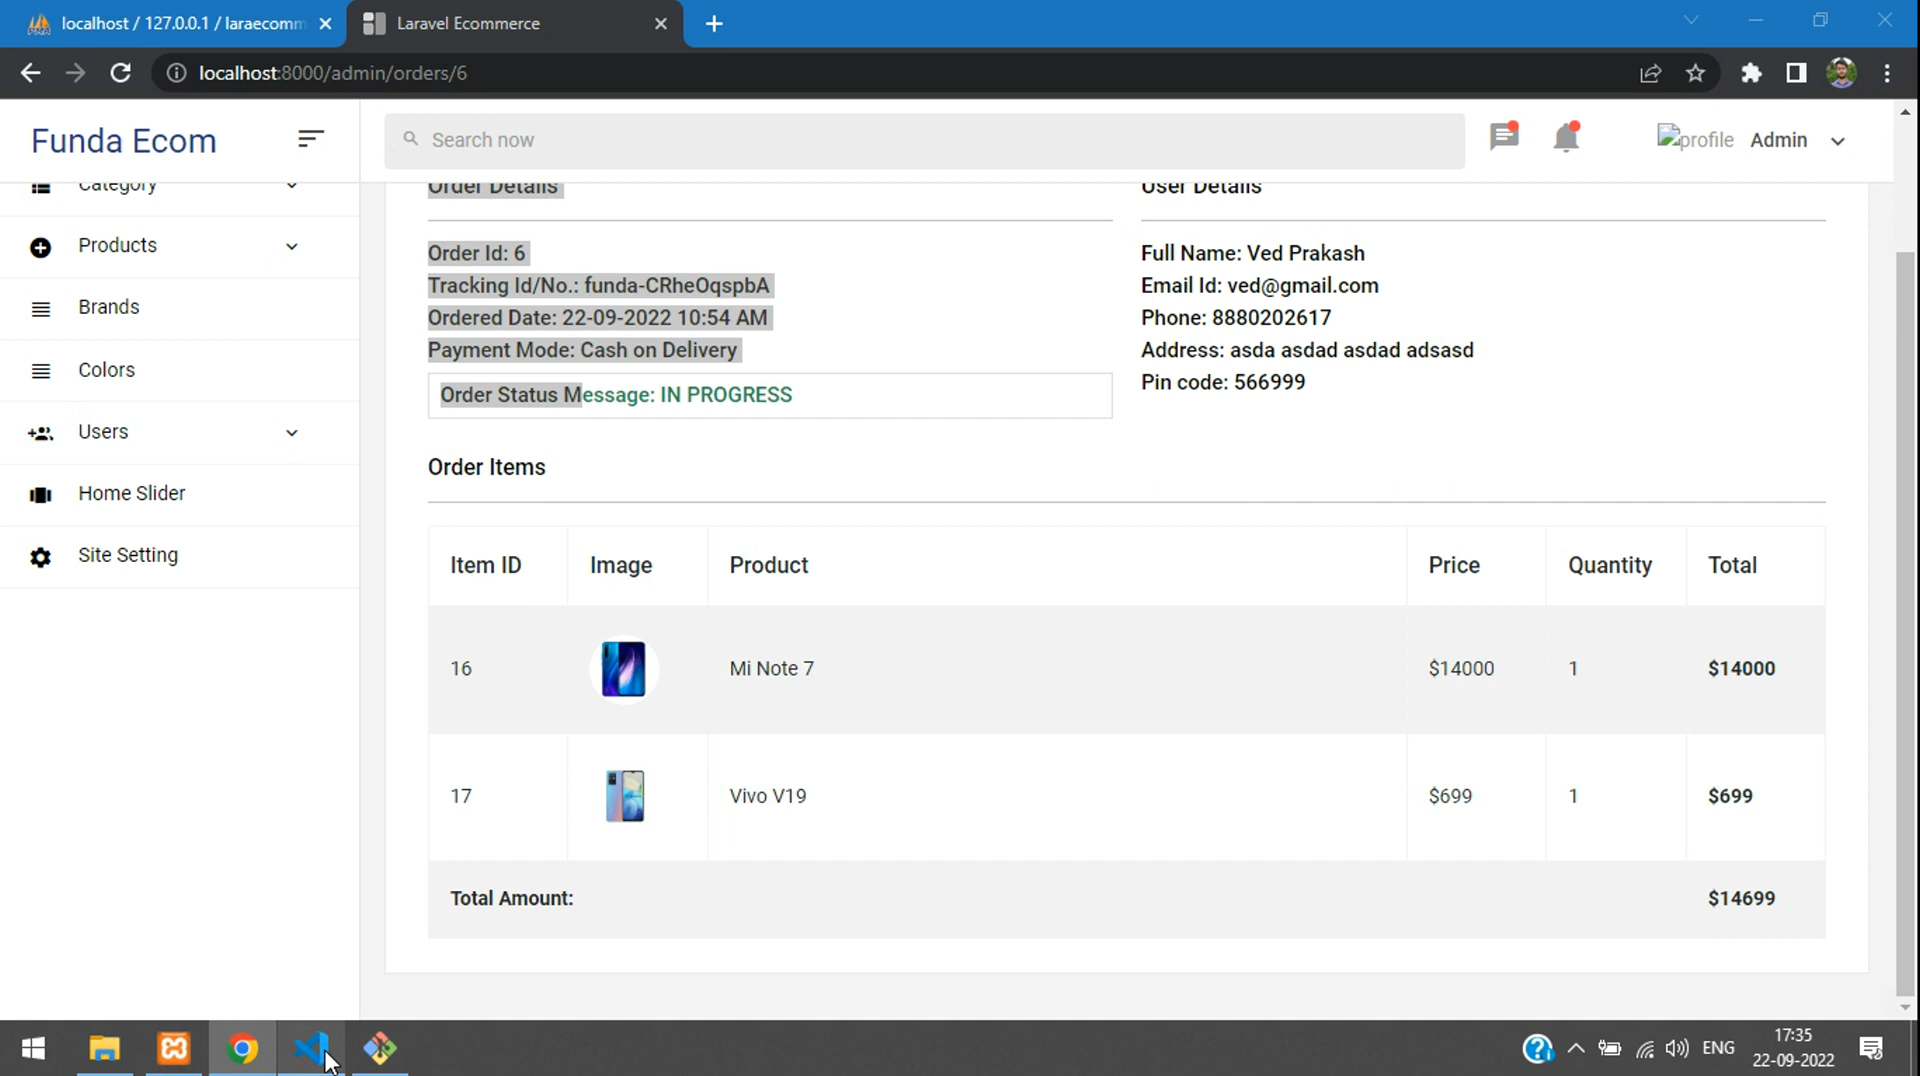 localhost / 127.0.0.1 / laraecomm
Laravel Ecommerce
localhost:8000/admin/orders/6
Funda Ecom
Search now
profile
Admin
Category
Products
Brands
Colors
Users
Home Slider
Site Setting
Order Details
Order Id: 6
Tracking Id/No.: funda-CRheOqspbA
Ordered Date: 22-09-2022 10:54 AM
Payment Mode: Cash on Delivery
Order Status Message: IN PROGRESS
User Details
Full Name: Ved Prakash
Email Id: ved@gmail.com
Phone: 8880202617
Address: asda asdad asdad adsasd
Pin code: 566999
Order Items
Item ID Image Product Price Quantity Total
16 Mi Note 7 $14000 1 $14000
17 Vivo V19 $699 1 $699
Total Amount: $14699
ENG
17:35
22-09-2022